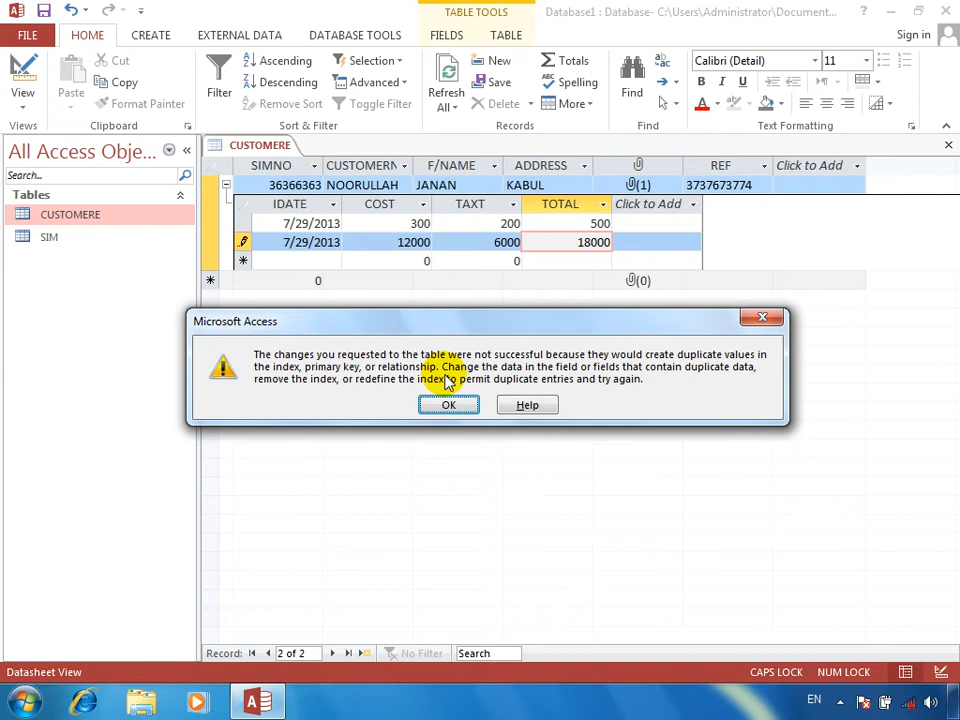 Database1 : Database- C:\Users\Administrator\Document...
TABLE TOOLS
Sign in
FILE HOME CREATE EXTERNAL DATA DATABASE TOOLS FIELDS TABLE
View
Views
Paste
Cut
Copy
Format Painter
Clipboard
Filter
Ascending
Descending
Remove Sort
Selection
Advanced
Toggle Filter
Sort & Filter
Refresh
All
New
Save
Delete
Totals
Spelling
More
Records
Find
Find
Calibri (Detail) 11
B I U
A
Text Formatting
All Access Obje...
Search...
Tables
CUSTOMERE
SIM
CUSTOMERE
SIMNO CUSTOMERN F/NAME ADDRESS REF Click to Add
36366363 NOORULLAH JANAN KABUL (1) 3737673774
IDATE COST TAXT TOTAL Click to Add
7/29/2013 300 200 500
7/29/2013 12000 6000 18000
0 0
0 (0)
Microsoft Access
The changes you requested to the table were not successful because they would create duplicate values in
the index, primary key, or relationship. Change the data in the field or fields that contain duplicate data,
remove the index, or redefine the index to permit duplicate entries and try again.
OK Help
Record: 2 of 2 No Filter Search
Datasheet View CAPS LOCK NUM LOCK
EN